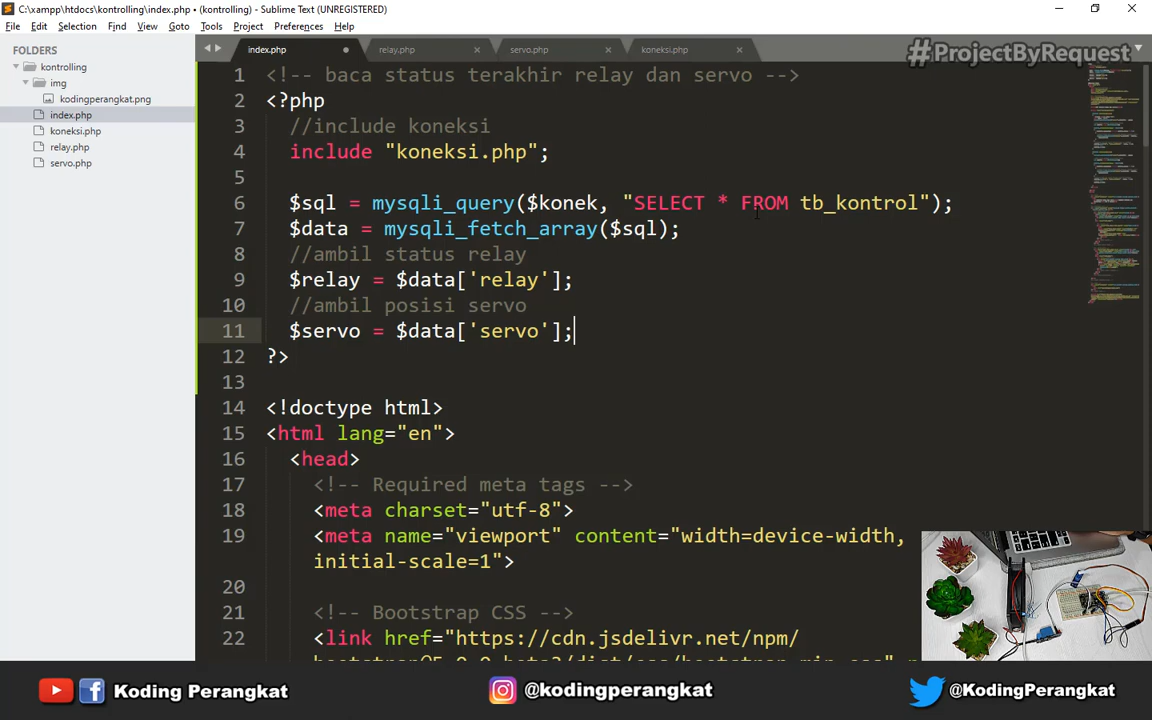 C:\xampp\htdocs\kontrolling\index.php • (kontrolling) - Sublime Text (UNREGISTERED)
File Edit Selection Find View Goto Tools Project Preferences Help
FOLDERS
kontrolling
img
kodingperangkat.png
index.php
koneksi.php
relay.php
servo.php
index.php relay.php servo.php koneksi.php
#ProjectByRequest
1 <!-- baca status terakhir relay dan servo -->
2 <?php
3 //include koneksi
4 include "koneksi.php";
5
6 $sql = mysqli_query($konek, "SELECT * FROM tb_kontrol");
7 $data = mysqli_fetch_array($sql);
8 //ambil status relay
9 $relay = $data['relay'];
10 //ambil posisi servo
11 $servo = $data['servo'];
12 ?>
13
14 <!doctype html>
15 <html lang="en">
16 <head>
17 <!-- Required meta tags -->
18 <meta charset="utf-8">
19 <meta name="viewport" content="width=device-width,
initial-scale=1">
20
21 <!-- Bootstrap CSS -->
22 <link href="https://cdn.jsdelivr.net/npm/
Koding Perangkat
@kodingperangkat
@KodingPerangkat